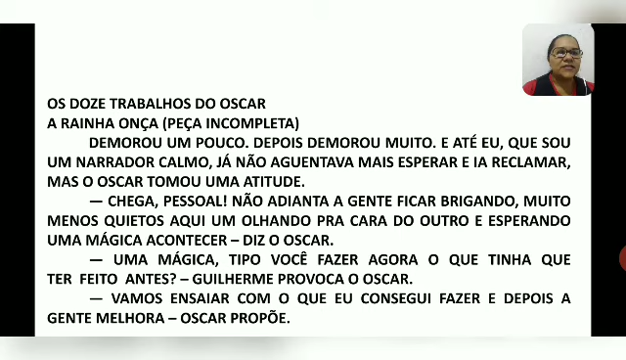 OS DOZE TRABALHOS DO OSCAR
A RAINHA ONÇA (PEÇA INCOMPLETA)
DEMOROU UM POUCO. DEPOIS DEMOROU MUITO. E ATÉ EU, QUE SOU
UM NARRADOR CALMO, JÁ NÃO AGUENTAVA MAIS ESPERAR E IA RECLAMAR,
MAS O OSCAR TOMOU UMA ATITUDE.
— CHEGA, PESSOAL! NÃO ADIANTA A GENTE FICAR BRIGANDO, MUITO
MENOS QUIETOS AQUI UM OLHANDO PRA CARA DO OUTRO E ESPERANDO
UMA MÁGICA ACONTECER – DIZ O OSCAR.
— UMA MÁGICA, TIPO VOCÊ FAZER AGORA O QUE TINHA QUE
TER FEITO ANTES? – GUILHERME PROVOCA O OSCAR.
— VAMOS ENSAIAR COM O QUE EU CONSEGUI FAZER E DEPOIS A
GENTE MELHORA – OSCAR PROPÕE.